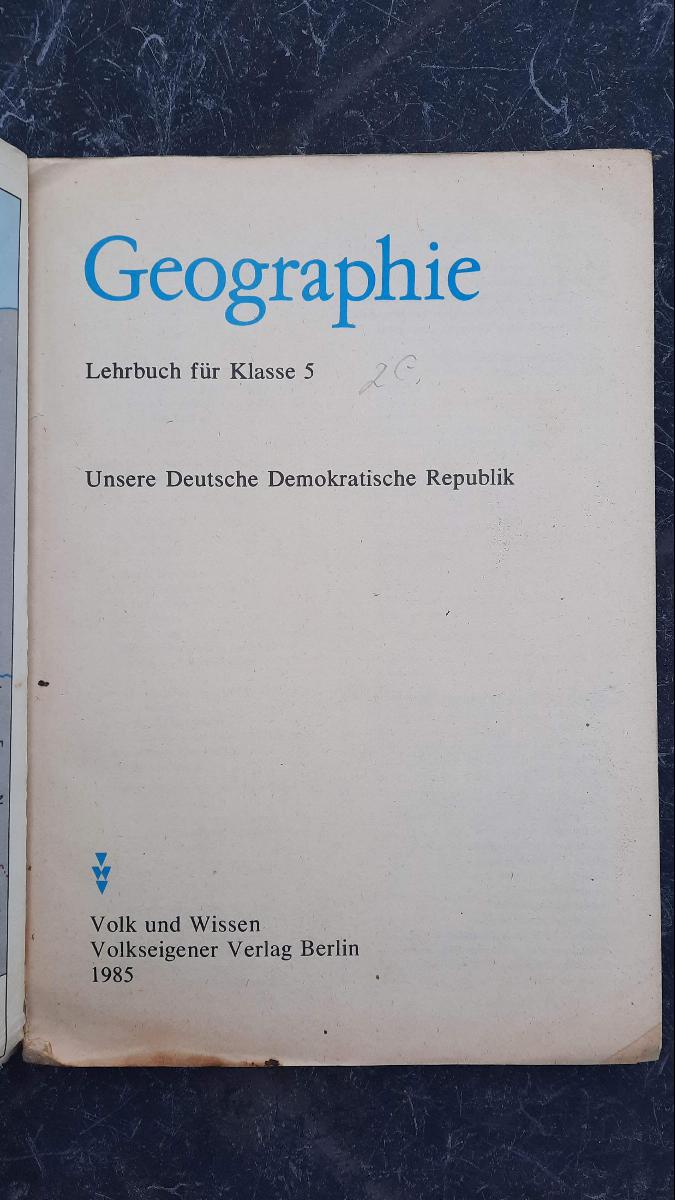 Geographie
Lehrbuch für Klasse 5
Unsere Deutsche Demokratische Republik
Volk und Wissen
Volkseigener Verlag Berlin
1985